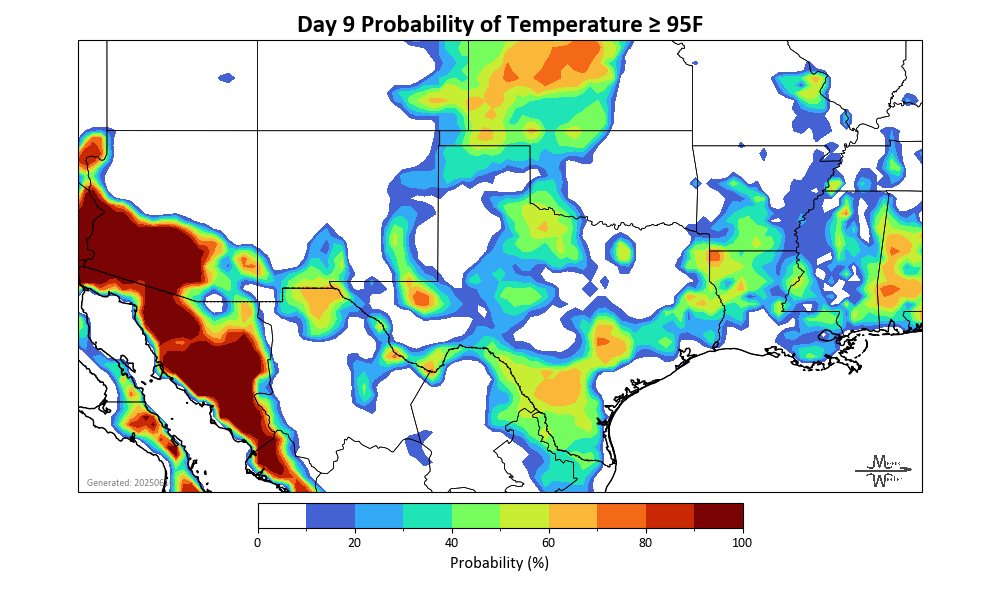 Day 9 Probability of Temperature ≥ 95F
Generated: 202506
0 20 40 60 80 100
Probability (%)